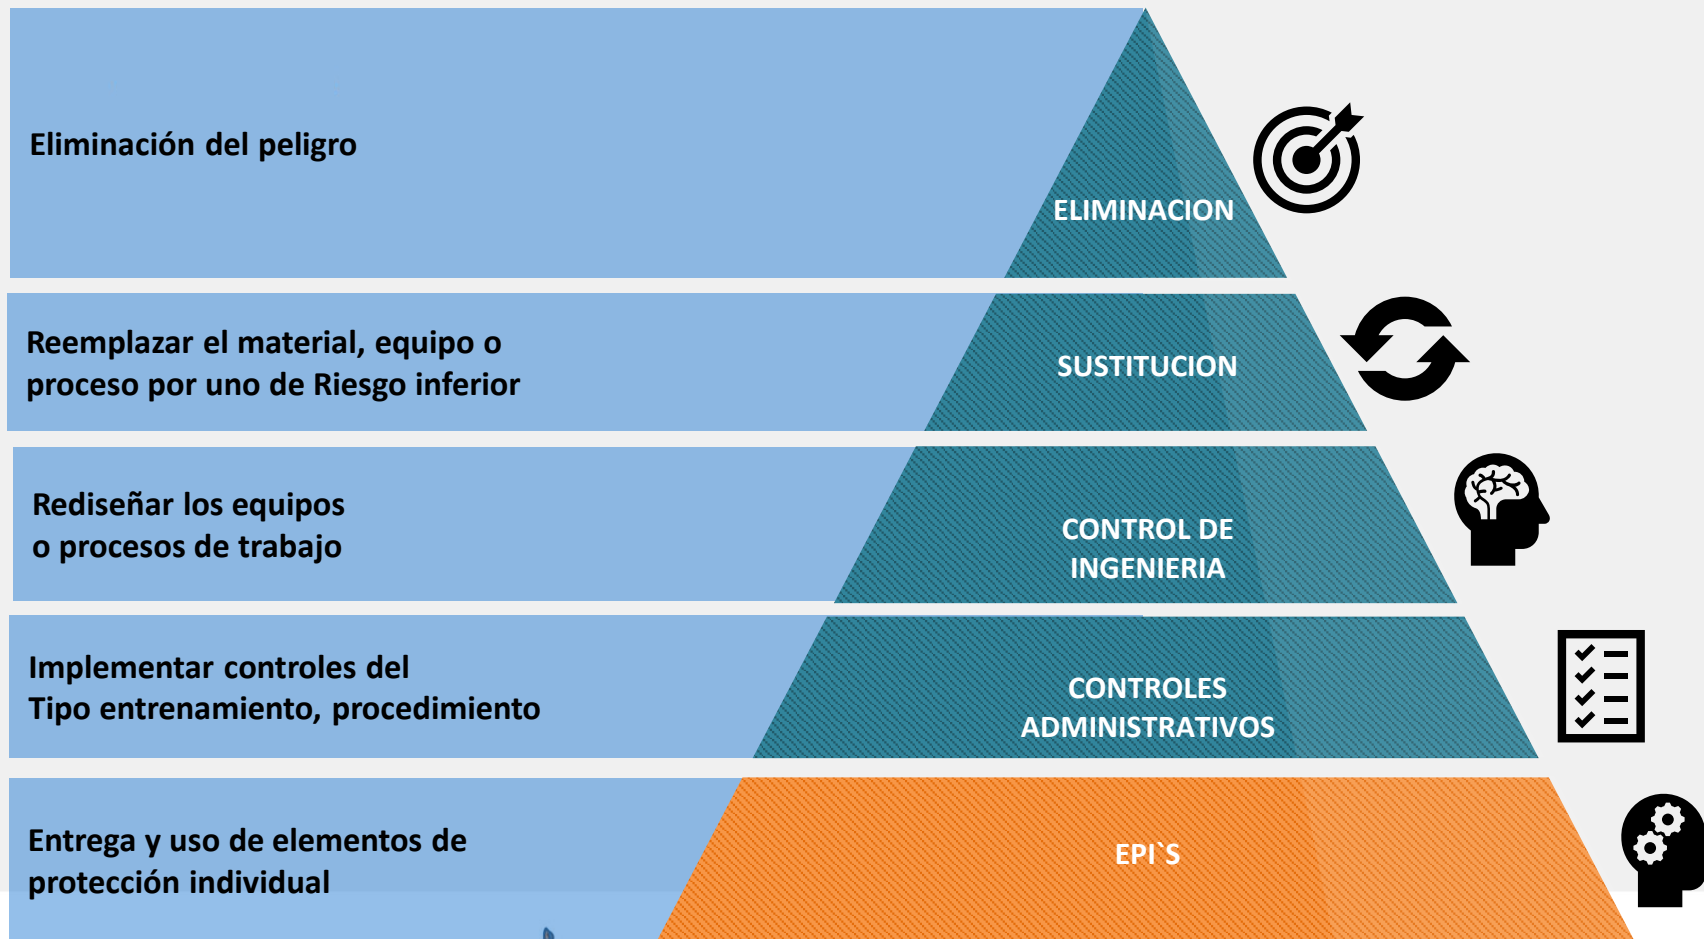 Eliminación del peligro
ELIMINACION
Reemplazar el material, equipo o
proceso por uno de Riesgo inferior
SUSTITUCION
Rediseñar los equipos
o procesos de trabajo
CONTROL DE
INGENIERIA
Implementar controles del
Tipo entrenamiento, procedimiento
CONTROLES
ADMINISTRATIVOS
Entrega y uso de elementos de
protección individual
EPI`S